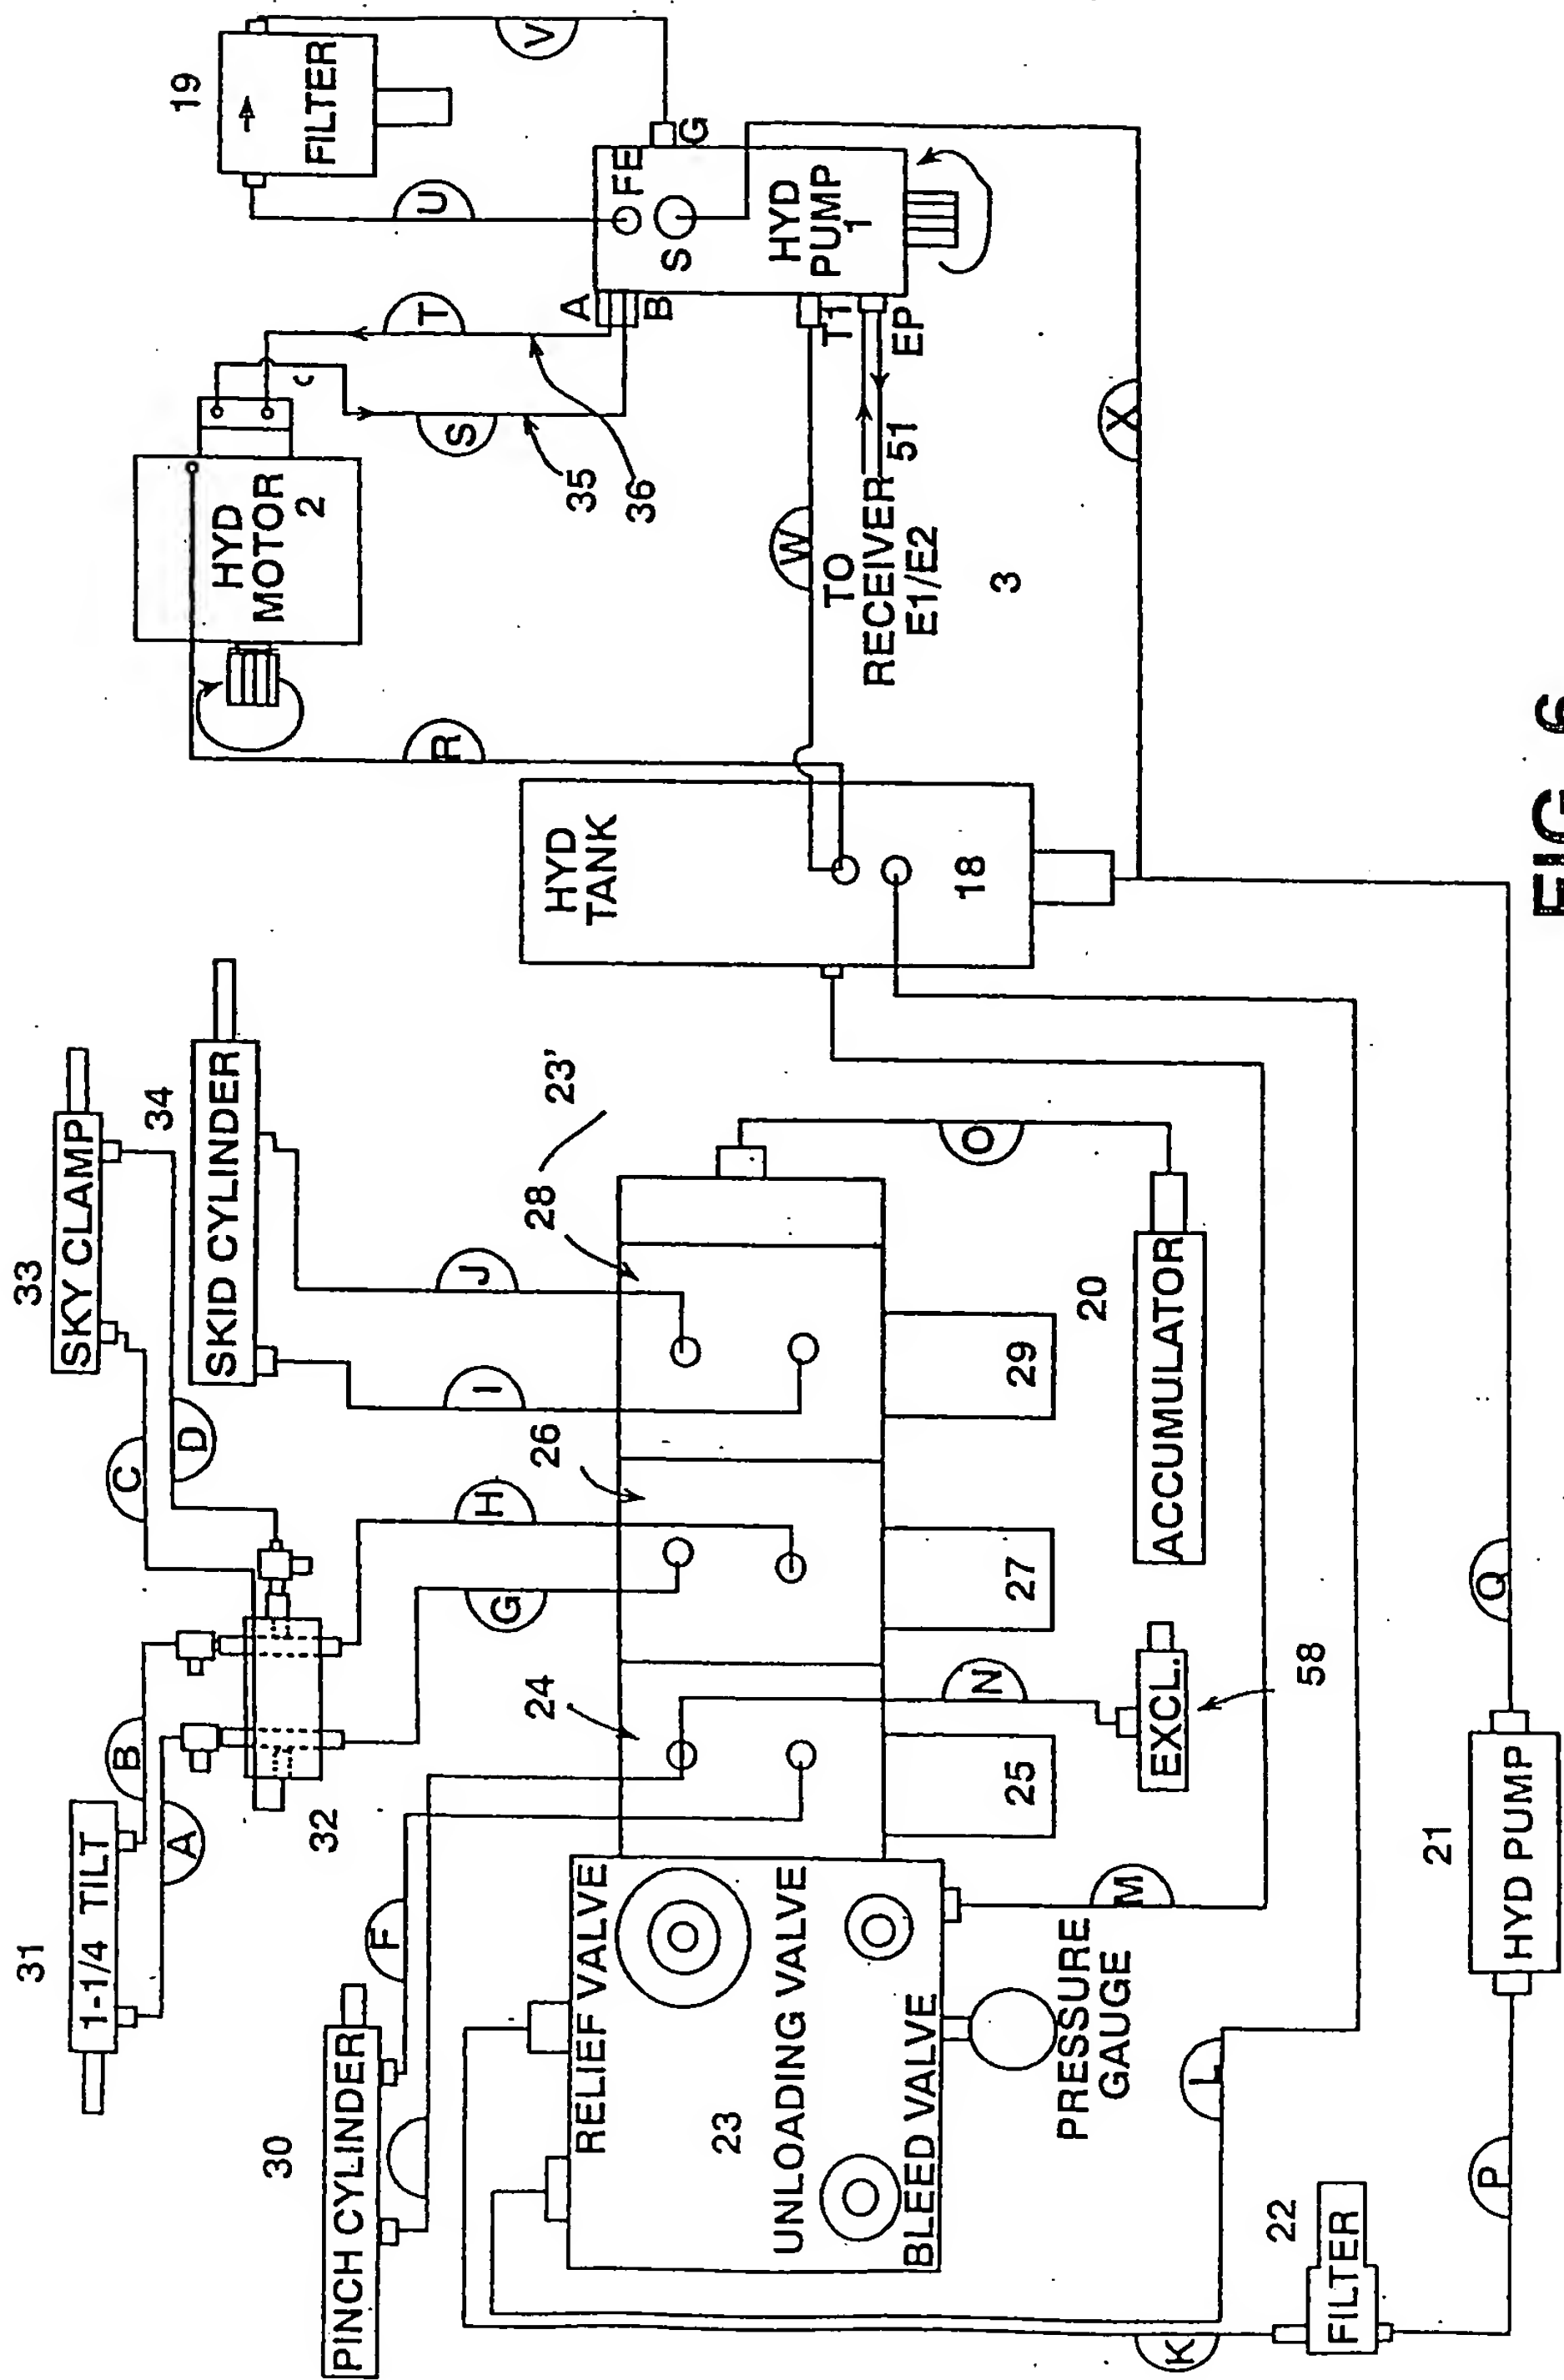 31
1-1/4 TILT
B
A
33
SKY CLAMP
C
D
32
34
SKID CYLINDER
30
PINCH CYLINDER
F
G
H
I
J
24
26
28
23'
RELIEF VALVE
23
UNLOADING VALVE
BLEED VALVE
PRESSURE
GAUGE
M
25
27
29
N
EXCL.
58
O
20
ACCUMULATOR
K
L
22
FILTER
P
21
HYD PUMP
Q
HYD
TANK
18
R
HYD
MOTOR
2
S
T
35
36
19
FILTER
U
V
A
B
FE
G
S
HYD
PUMP
1
T1
EP
W
TO
RECEIVER
E1/E2
51
3
X
FIG. 6